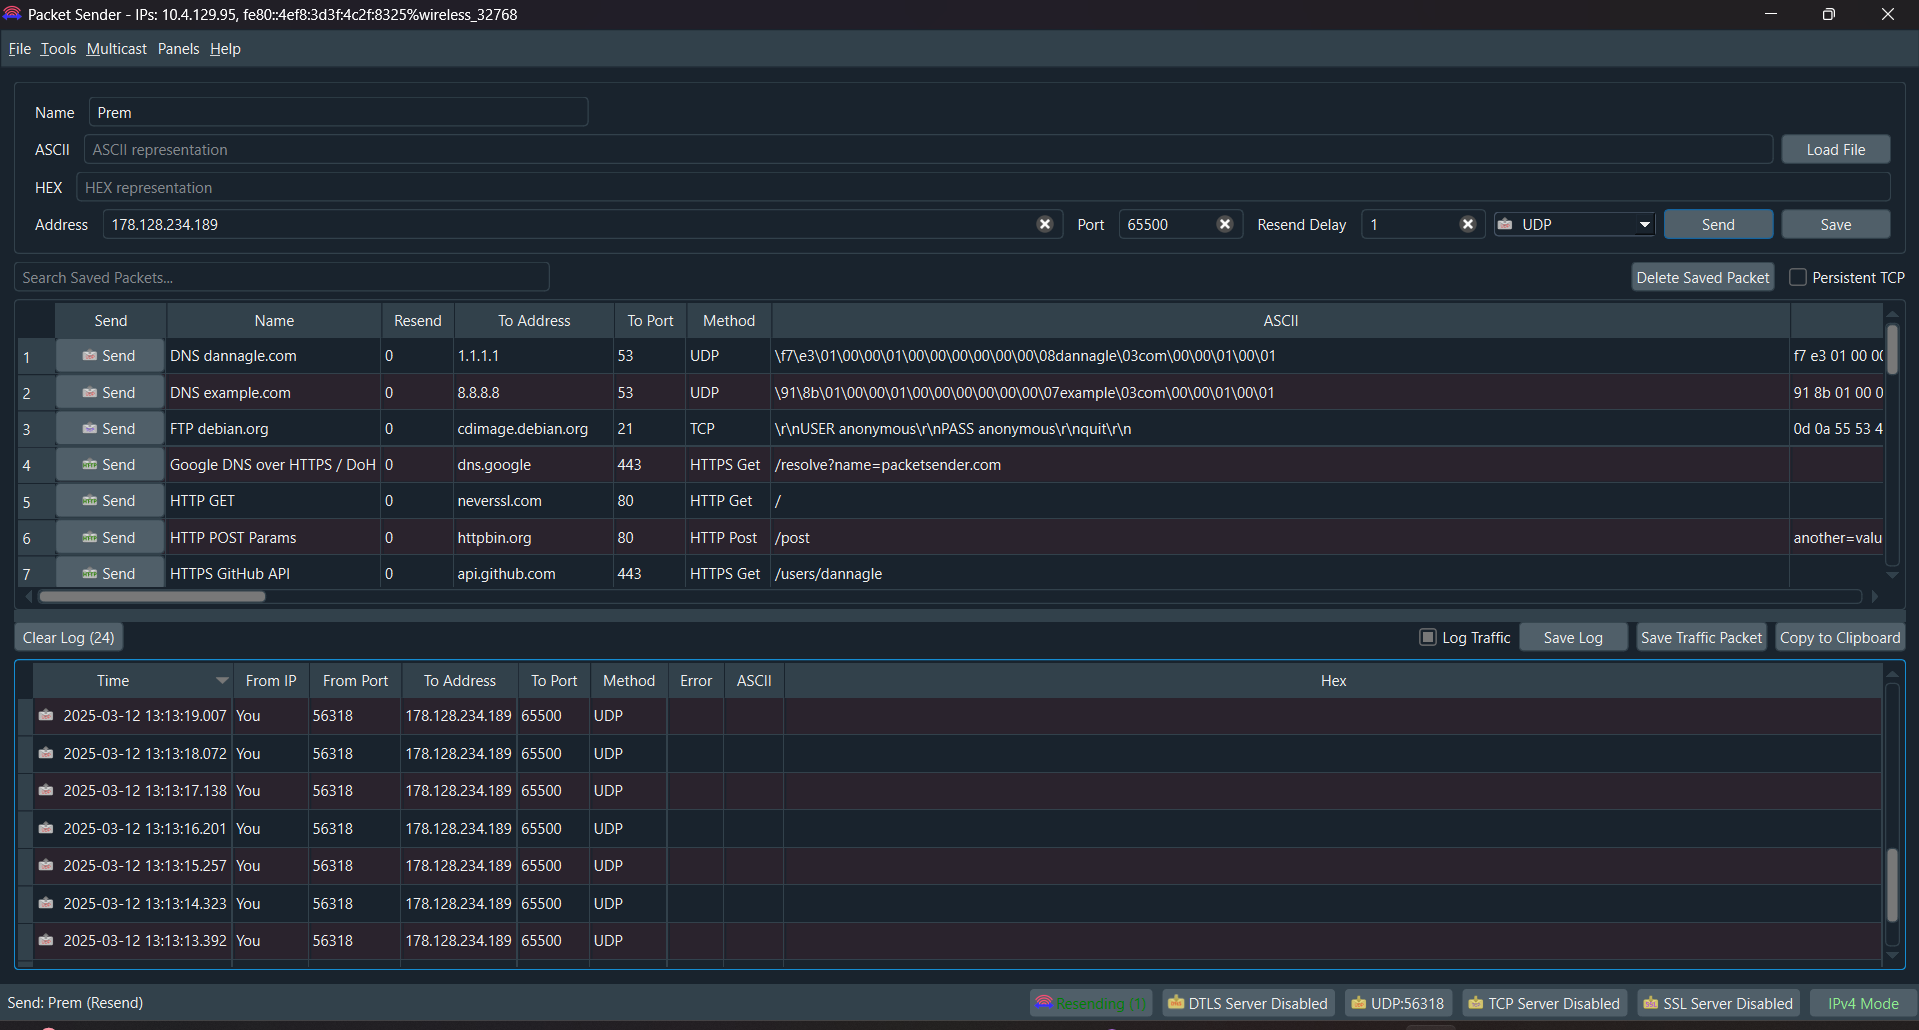 Packet Sender - IPs: 10.4.129.95, fe80::4ef8:3d3f:4c2f:8325%wireless_32768
File Tools Multicast Panels Help
Name Prem
ASCII ASCII representation Load File
HEX HEX representation
Address 178.128.234.189 Port 65500 Resend Delay 1 UDP Send Save
Search Saved Packets... Delete Saved Packet Persistent TCP
Send Name Resend To Address To Port Method ASCII
1 Send DNS dannagle.com 0 1.1.1.1 53 UDP \f7\e3\01\00\00\01\00\00\00\00\00\00\08dannagle\03com\00\00\01\00\01 f7 e3 01 00 00
2 Send DNS example.com 0 8.8.8.8 53 UDP \91\8b\01\00\00\01\00\00\00\00\00\00\07example\03com\00\00\01\00\01 91 8b 01 00 0
3 Send FTP debian.org 0 cdimage.debian.org 21 TCP \r\nUSER anonymous\r\nPASS anonymous\r\nquit\r\n 0d 0a 55 53 4
4 Send Google DNS over HTTPS / DoH 0 dns.google 443 HTTPS Get /resolve?name=packetsender.com
5 Send HTTP GET 0 neverssl.com 80 HTTP Get /
6 Send HTTP POST Params 0 httpbin.org 80 HTTP Post /post another=valu
7 Send HTTPS GitHub API 0 api.github.com 443 HTTPS Get /users/dannagle
Clear Log (24) Log Traffic Save Log Save Traffic Packet Copy to Clipboard
Time From IP From Port To Address To Port Method Error ASCII Hex
2025-03-12 13:13:19.007 You 56318 178.128.234.189 65500 UDP
2025-03-12 13:13:18.072 You 56318 178.128.234.189 65500 UDP
2025-03-12 13:13:17.138 You 56318 178.128.234.189 65500 UDP
2025-03-12 13:13:16.201 You 56318 178.128.234.189 65500 UDP
2025-03-12 13:13:15.257 You 56318 178.128.234.189 65500 UDP
2025-03-12 13:13:14.323 You 56318 178.128.234.189 65500 UDP
2025-03-12 13:13:13.392 You 56318 178.128.234.189 65500 UDP
Send: Prem (Resend) Resending (1) DTLS Server Disabled UDP:56318 TCP Server Disabled SSL Server Disabled IPv4 Mode